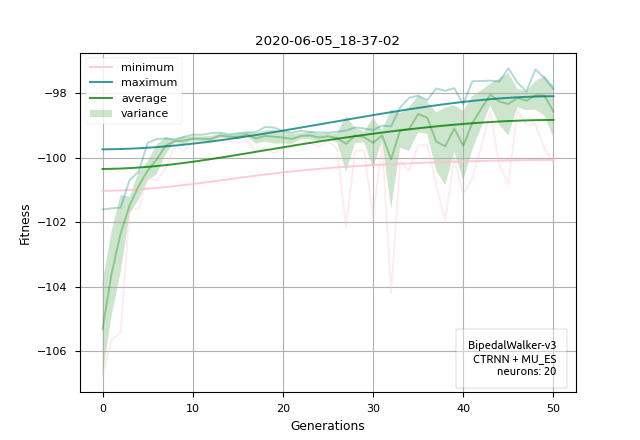 2020-06-05_18-37-02
minimum
maximum
average
variance
−98
−100
−102
−104
−106
Fitness
BipedalWalker-v3
CTRNN + MU_ES
neurons: 20
0 10 20 30 40 50
Generations